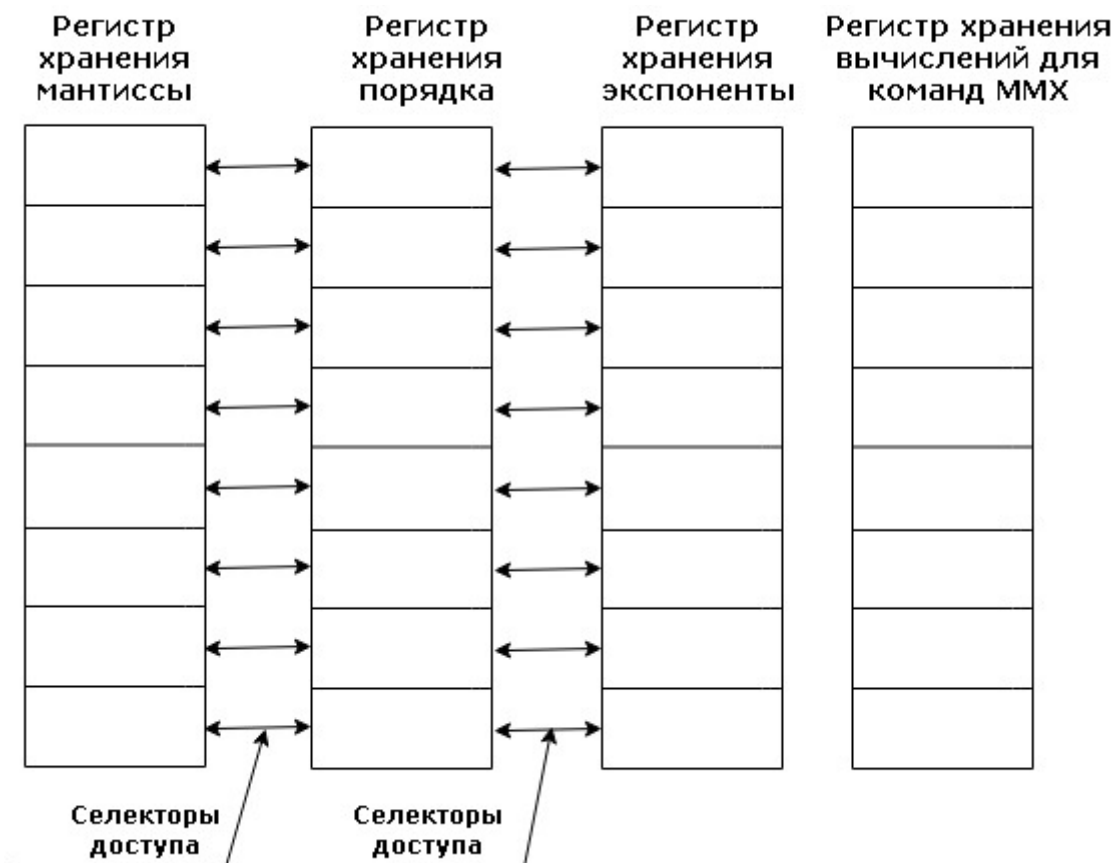 Регистр
хранения
мантиссы
Регистр
хранения
порядка
Регистр
хранения
экспоненты
Регистр хранения
вычислений для
команд MMX
Селекторы
доступа
Селекторы
доступа